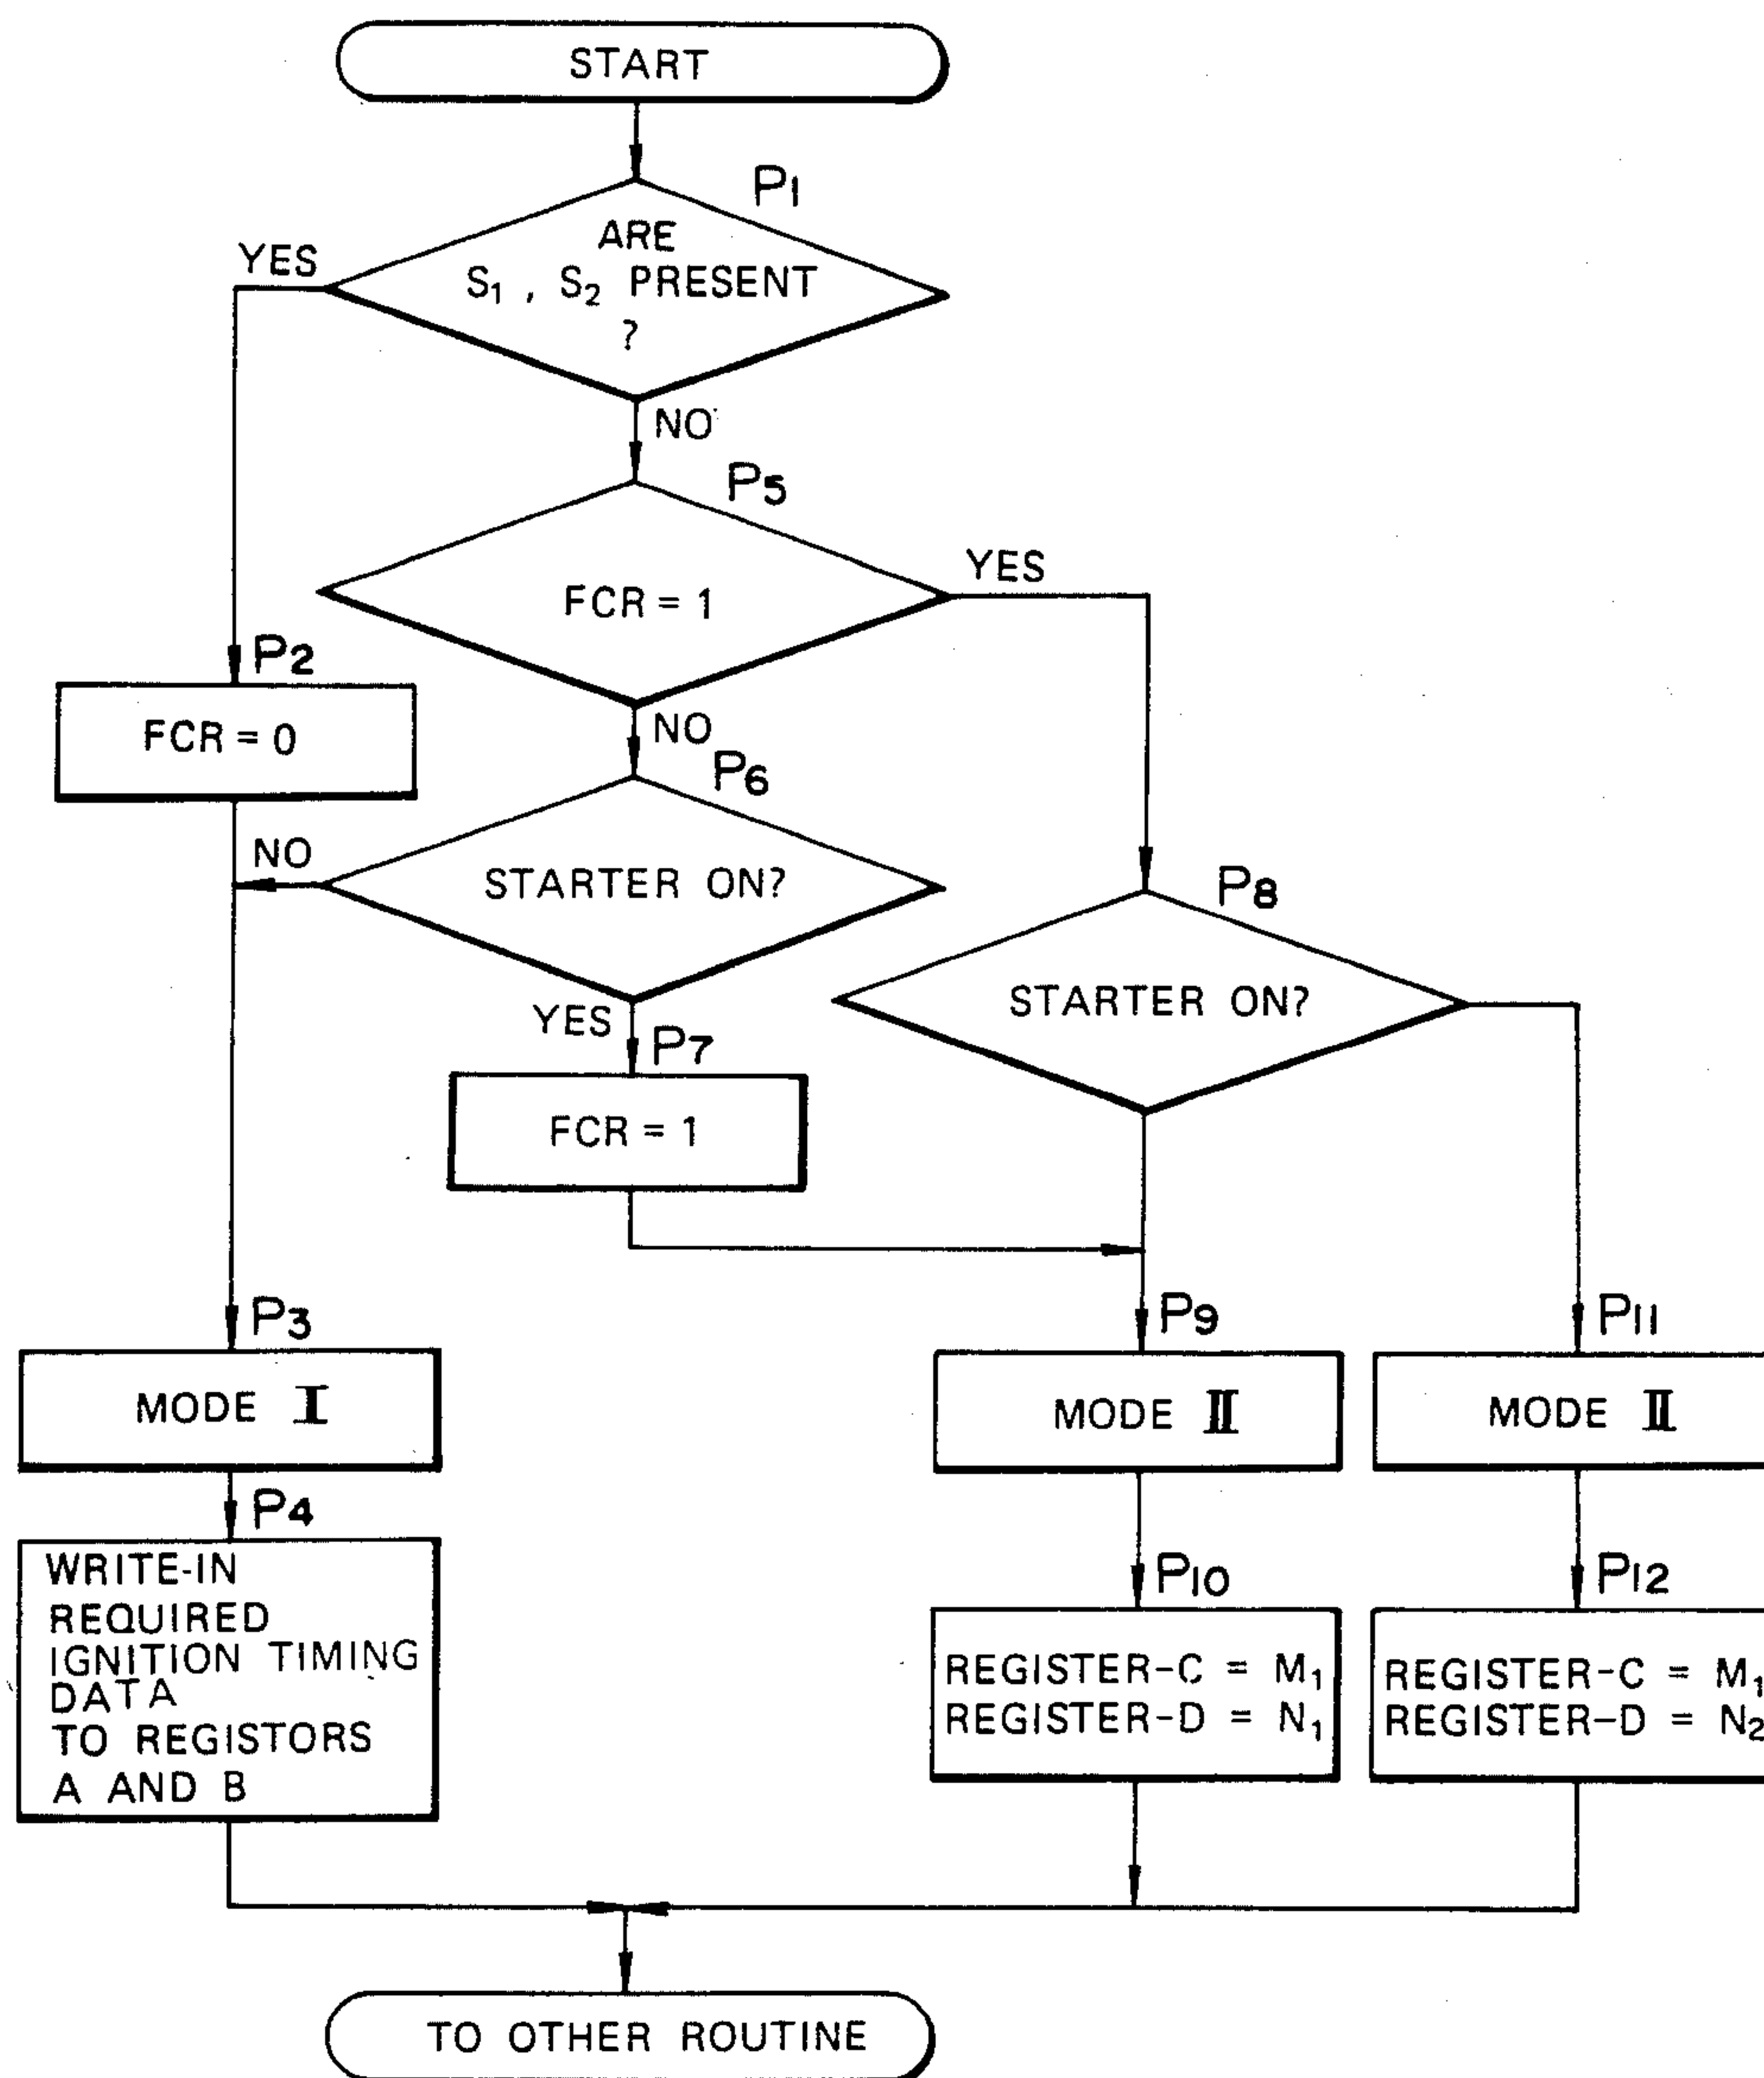 START
P1
ARE
S1 , S2 PRESENT
?
YES
NO
P5
FCR = 1
YES
P2
FCR = 0
NO
P6
STARTER ON?
NO
YES
P8
STARTER ON?
P7
FCR = 1
P3
MODE I
P9
MODE II
P11
MODE II
P4
WRITE-IN
REQUIRED
IGNITION TIMING
DATA
TO REGISTORS
A AND B
P10
REGISTER-C = M1
REGISTER-D = N1
P12
REGISTER-C = M1
REGISTER-D = N2
TO OTHER ROUTINE